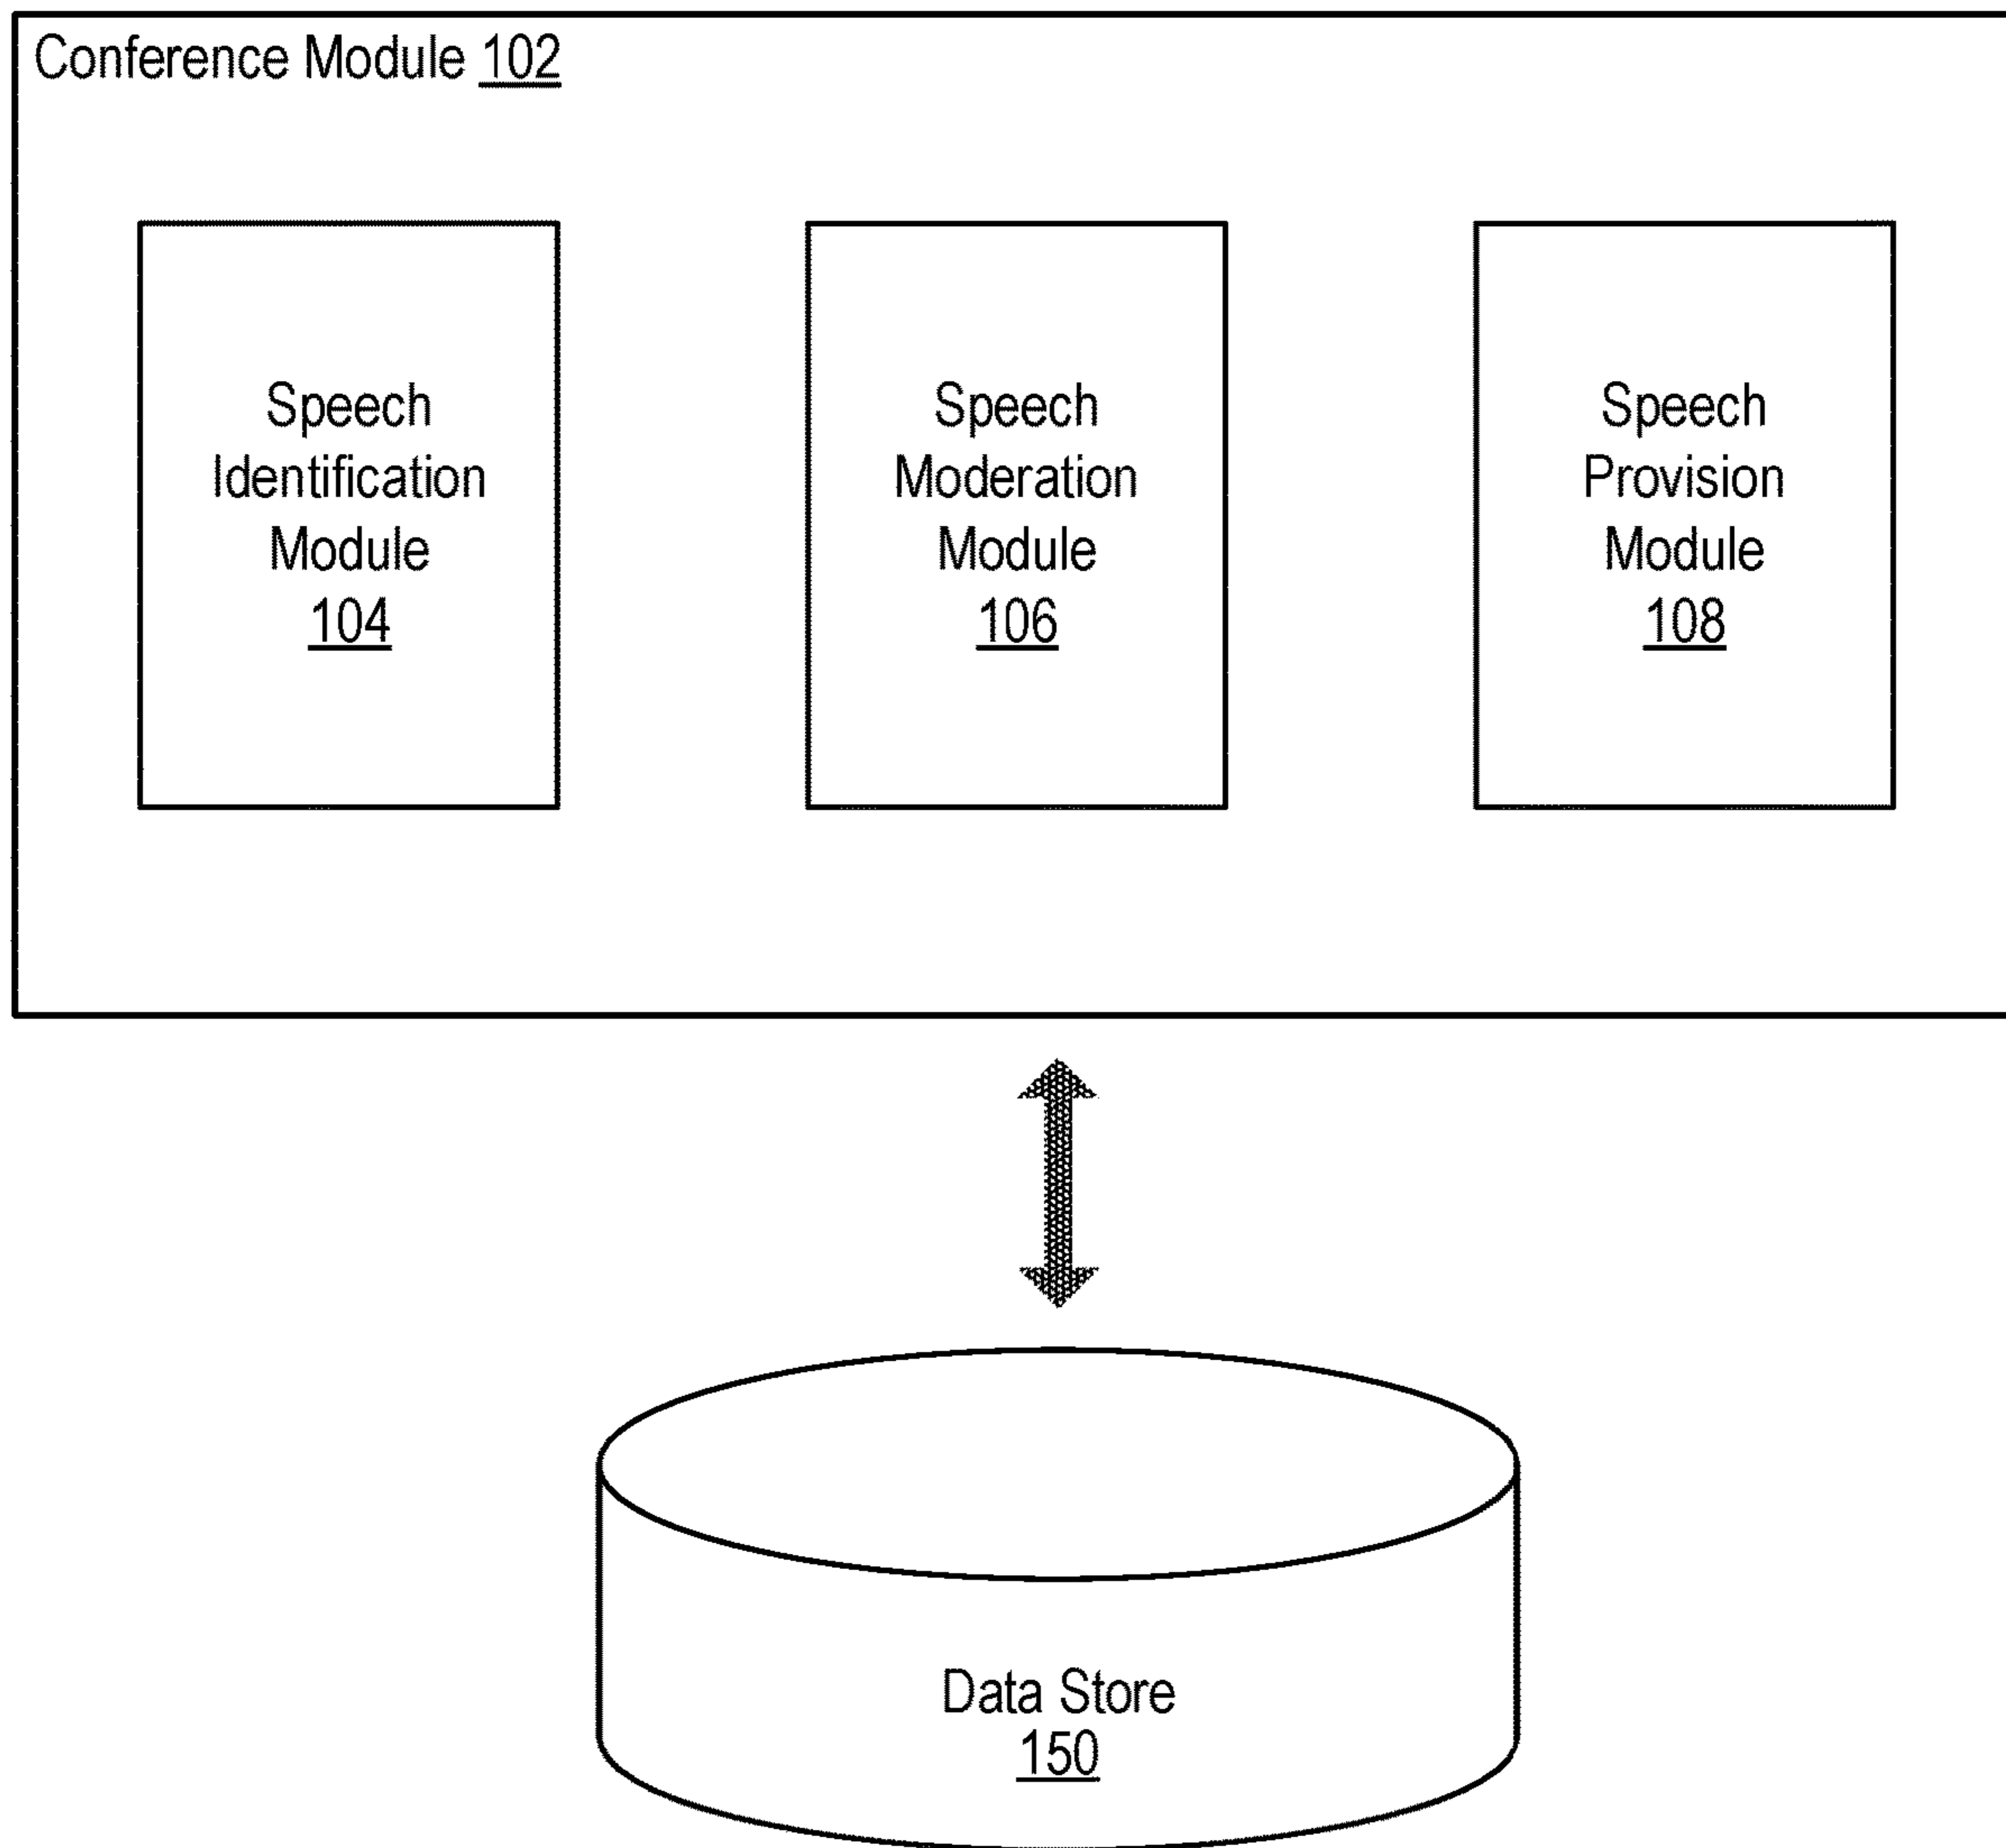 Conference Module 102
Speech
Identification
Module
104
Speech
Moderation
Module
106
Speech
Provision
Module
108
Data Store
150